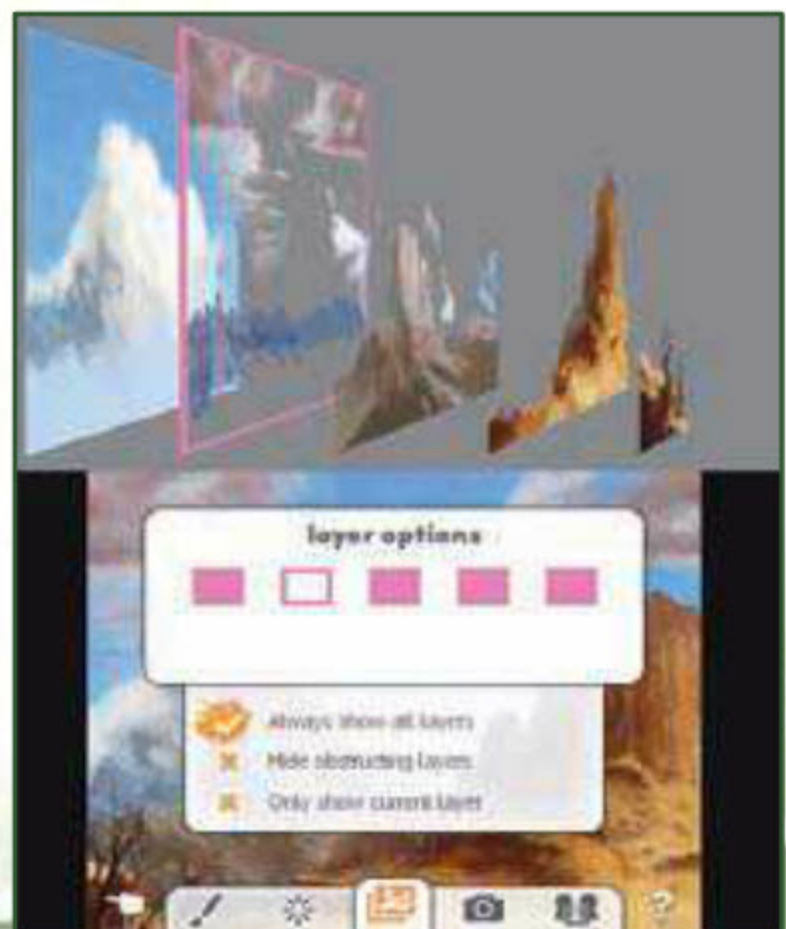 layer options
Always show all layers
Hide obstructing layers
Only show current layer
?